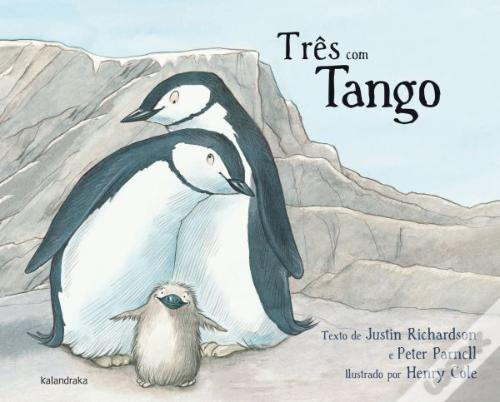 Três com
Tango
Texto de Justin Richardson
e Peter Parnell
Ilustrado por Henry Cole
kalandraka